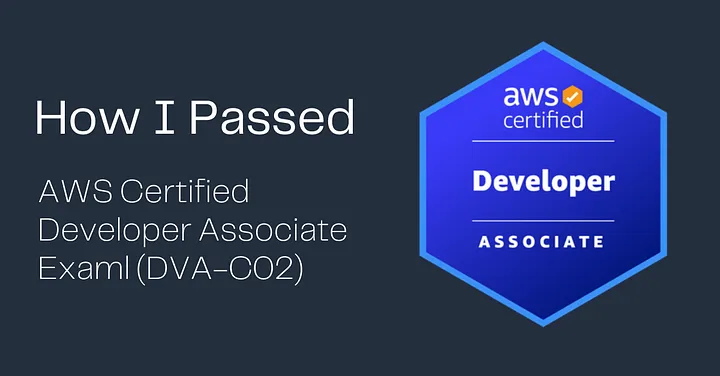 How I Passed
AWS Certified
Developer Associate
Examl (DVA-C02)
aws
certified
Developer
ASSOCIATE